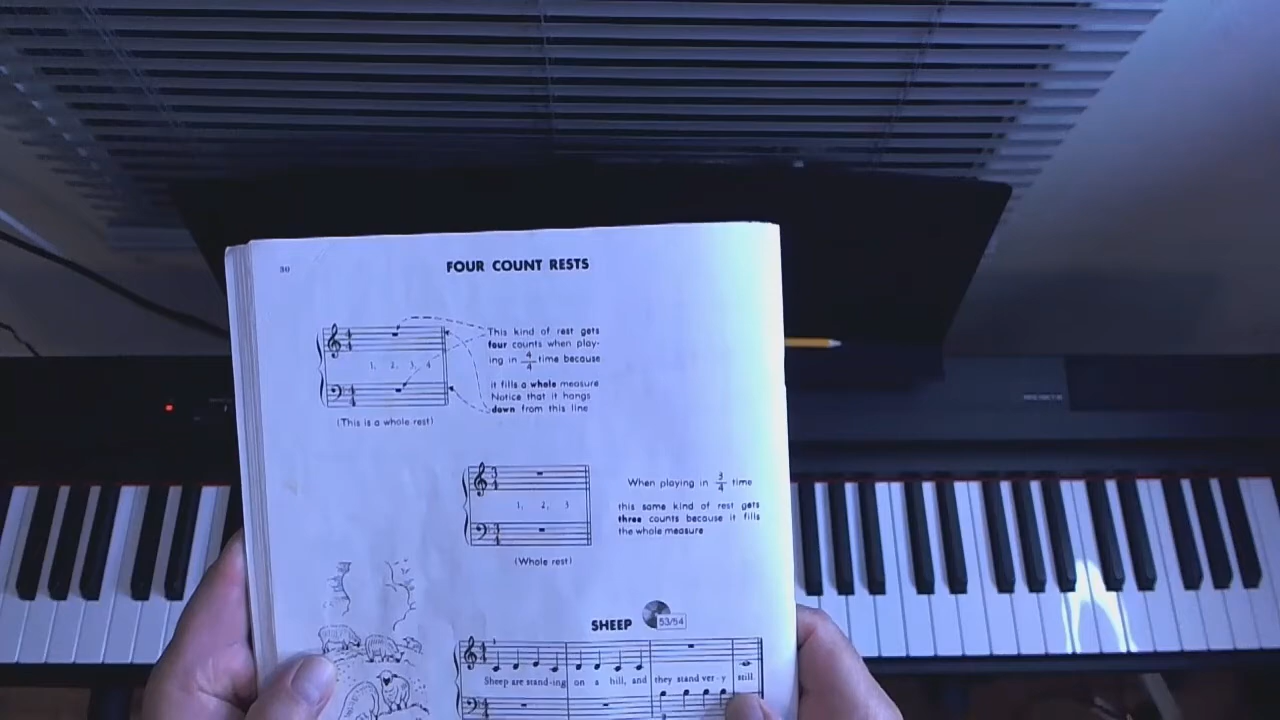 30
FOUR COUNT RESTS
This kind of rest gets
four counts when play-
ing in 4/4 time because
it fills a whole measure
Notice that it hangs
down from this line
1, 2, 3, 4
(This is a whole rest)
When playing in 3/4 time
this same kind of rest gets
three counts because it fills
the whole measure
1, 2, 3
(Whole rest)
SHEEP
53/54
Sheep are stand-ing on a hill, and they stand ver-y still.